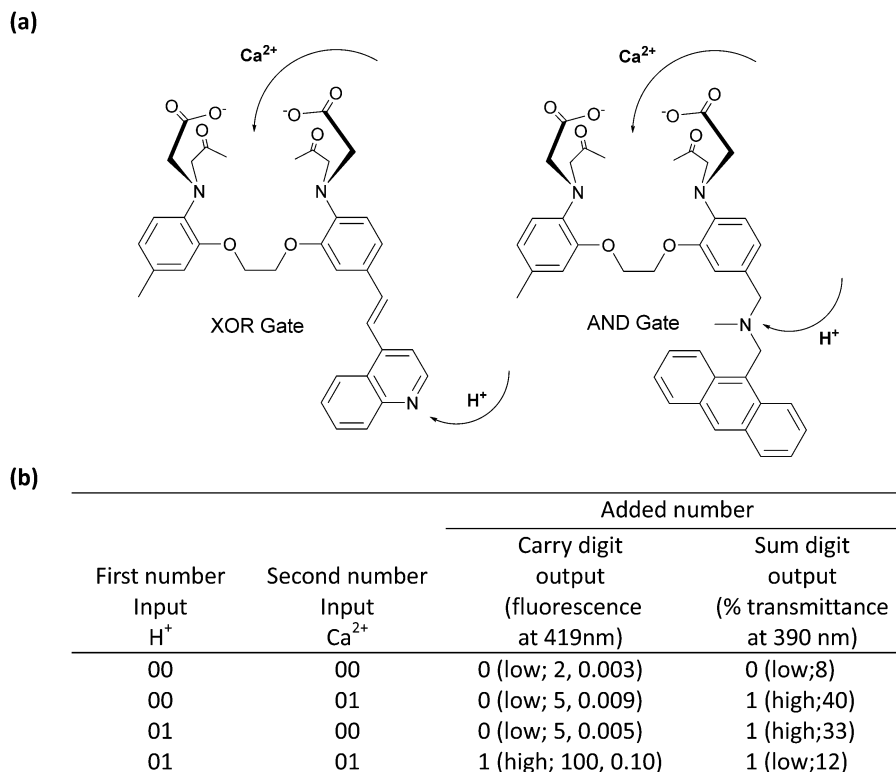 (a)
Ca2+
Ca2+
O
O-
-O
O
O
O
O
O-
-O
O
O
O
N
N
N
N
O
O
O
O
XOR Gate
AND Gate
N
H+
H+
N
(b)
Added number
First number
Input
H+
Second number
Input
Ca2+
Carry digit
output
(fluorescence
at 419nm)
Sum digit
output
(% transmittance
at 390 nm)
00 00 0 (low; 2, 0.003) 0 (low;8)
00 01 0 (low; 5, 0.009) 1 (high;40)
01 00 0 (low; 5, 0.005) 1 (high;33)
01 01 1 (high; 100, 0.10) 1 (low;12)